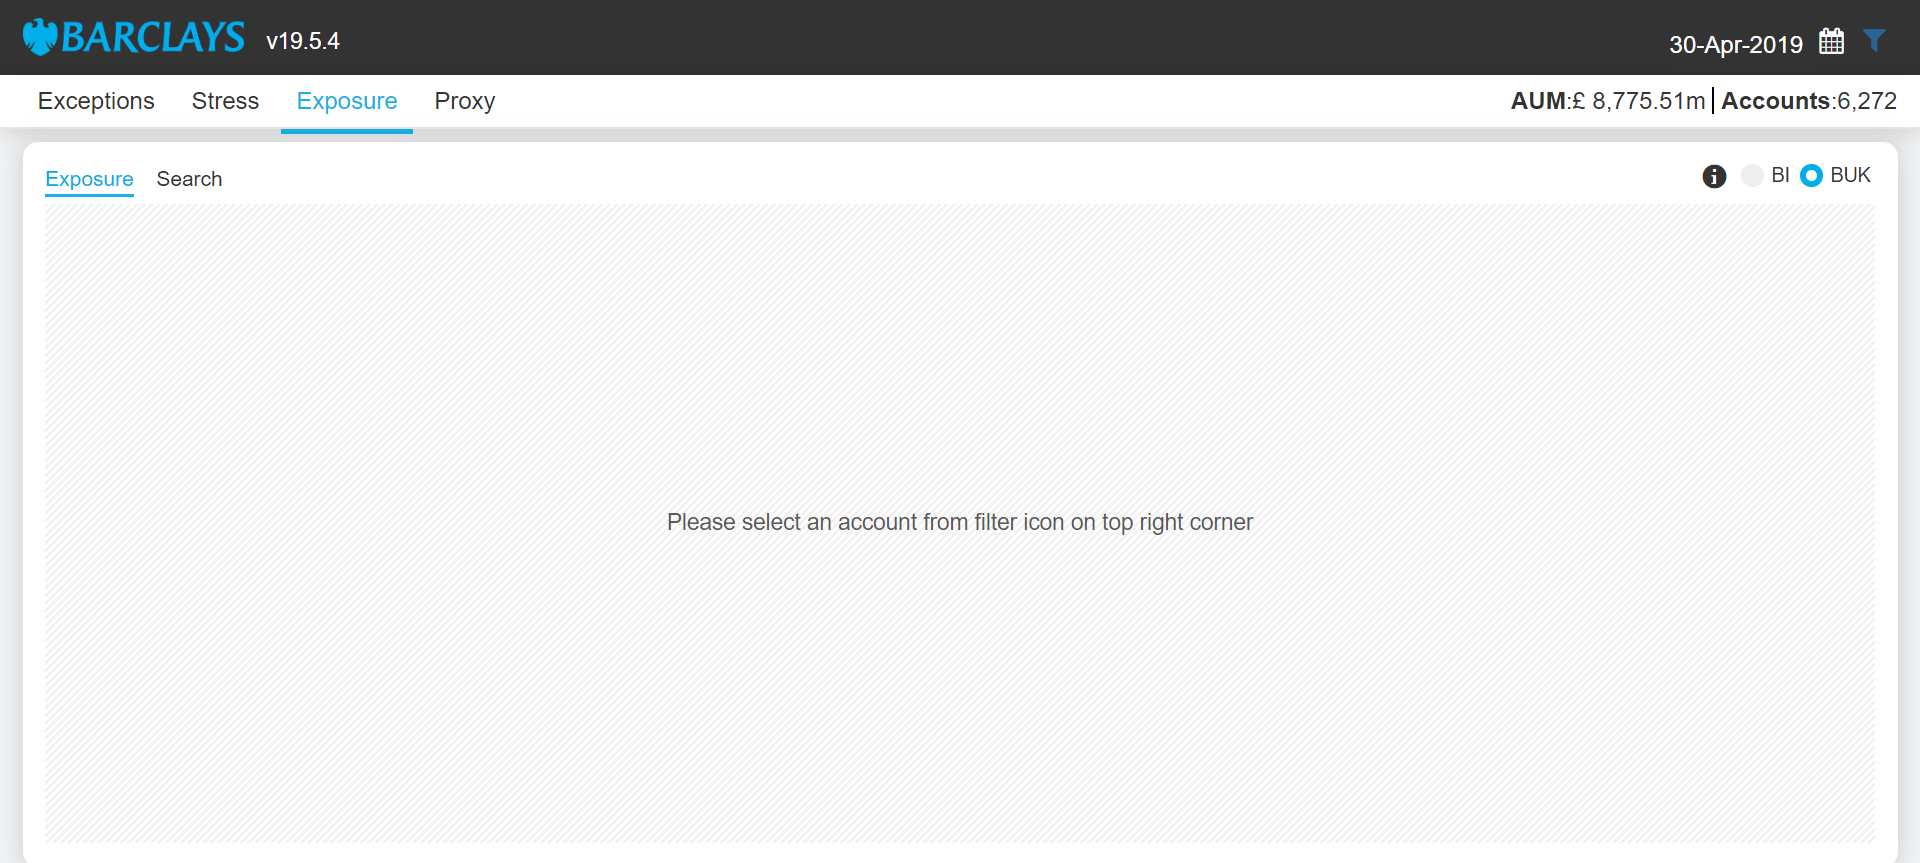 BARCLAYS v19.5.4 30-Apr-2019
Exceptions Stress Exposure Proxy AUM:£ 8,775.51m Accounts:6,272
Exposure Search BI BUK
Please select an account from filter icon on top right corner